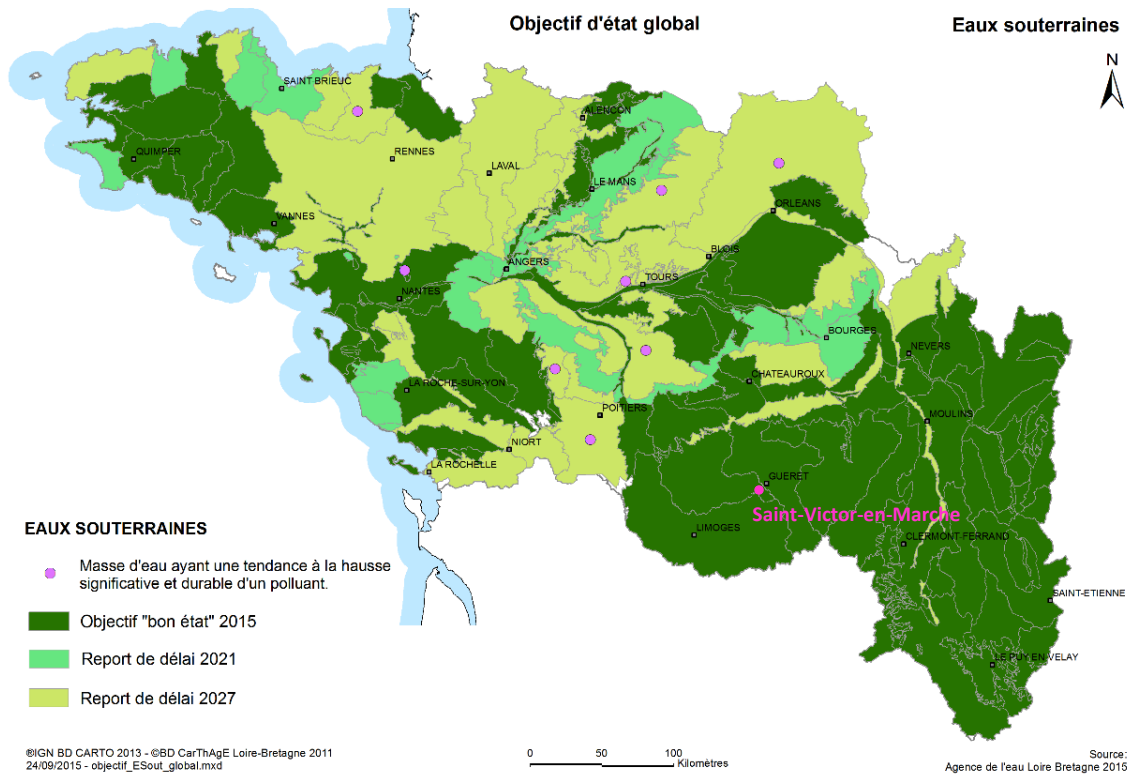 Objectif d'état global
Eaux souterraines
N
SAINT BRIEUC
ALENCON
QUIMPER
RENNES
LAVAL
LE MANS
ORLEANS
VANNES
ANGERS
BLOIS
TOURS
NANTES
BOURGES
NEVERS
CHATEAUROUX
LA ROCHE-SUR-YON
POITIERS
MOULINS
NIORT
LA ROCHELLE
GUERET
Saint-Victor-en-Marche
LIMOGES
CLERMONT-FERRAND
SAINT-ETIENNE
LE PUY EN-VELAY
EAUX SOUTERRAINES
Masse d'eau ayant une tendance à la hausse
significative et durable d'un polluant.
Objectif "bon état" 2015
Report de délai 2021
Report de délai 2027
®IGN BD CARTO 2013 - ©BD CarThAgE Loire-Bretagne 2011
24/09/2015 - objectif_ESout_global.mxd
0 50 100
Kilomètres
Source:
Agence de l'eau Loire Bretagne 2015